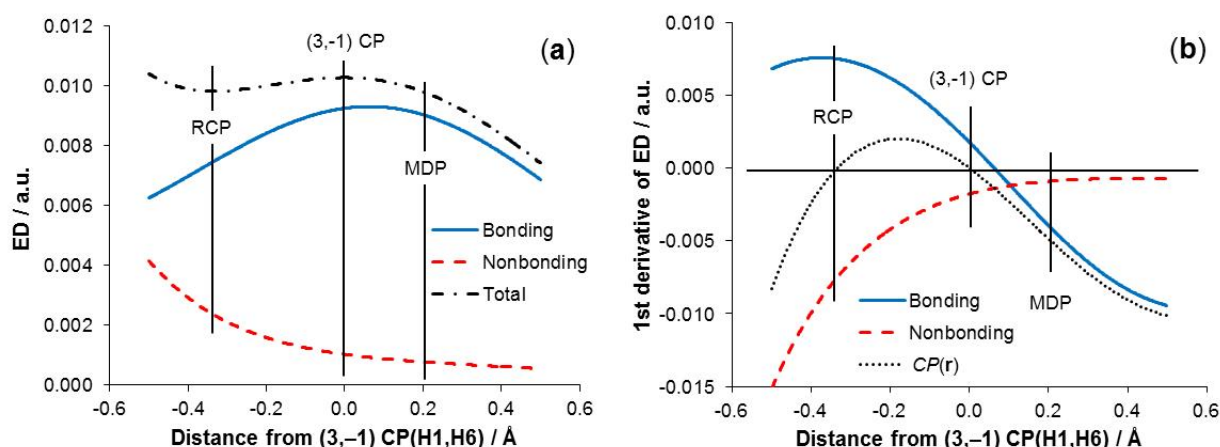 (a)
(3,-1) CP
RCP
MDP
Bonding
Nonbonding
Total
ED / a.u.
0.012
0.010
0.008
0.006
0.004
0.002
0.000
-0.6 -0.4 -0.2 0.0 0.2 0.4 0.6
Distance from (3,–1) CP(H1,H6) / Å
(b)
(3,-1) CP
RCP
MDP
Bonding
Nonbonding
CP(r)
1st derivative of ED / a.u.
0.010
0.005
0.000
-0.005
-0.010
-0.015
-0.6 -0.4 -0.2 0.0 0.2 0.4 0.6
Distance from (3,–1) CP(H1,H6) / Å